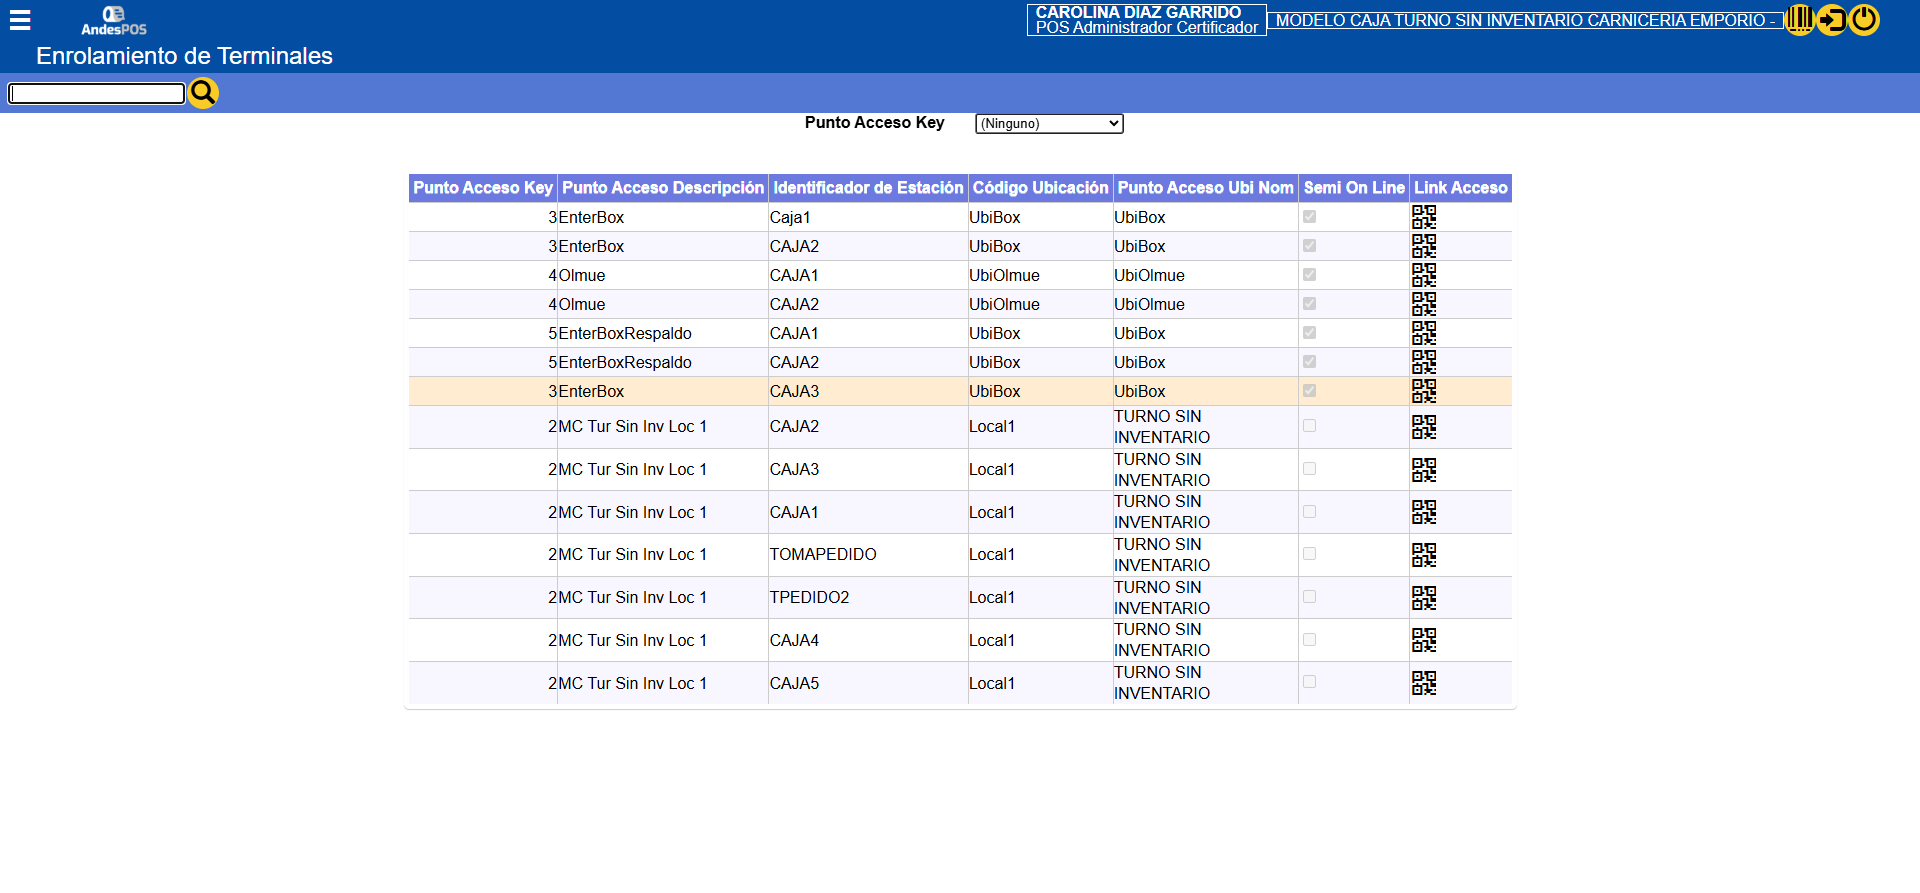 AndesPOS
CAROLINA DIAZ GARRIDO
POS Administrador Certificador
MODELO CAJA TURNO SIN INVENTARIO CARNICERIA EMPORIO -
Enrolamiento de Terminales
Punto Acceso Key (Ninguno)
Punto Acceso Key Punto Acceso Descripción Identificador de Estación Código Ubicación Punto Acceso Ubi Nom Semi On Line Link Acceso
3 EnterBox Caja1 UbiBox UbiBox
3 EnterBox CAJA2 UbiBox UbiBox
4 Olmue CAJA1 UbiOlmue UbiOlmue
4 Olmue CAJA2 UbiOlmue UbiOlmue
5 EnterBoxRespaldo CAJA1 UbiBox UbiBox
5 EnterBoxRespaldo CAJA2 UbiBox UbiBox
3 EnterBox CAJA3 UbiBox UbiBox
2 MC Tur Sin Inv Loc 1 CAJA2 Local1 TURNO SIN
INVENTARIO
2 MC Tur Sin Inv Loc 1 CAJA3 Local1 TURNO SIN
INVENTARIO
2 MC Tur Sin Inv Loc 1 CAJA1 Local1 TURNO SIN
INVENTARIO
2 MC Tur Sin Inv Loc 1 TOMAPEDIDO Local1 TURNO SIN
INVENTARIO
2 MC Tur Sin Inv Loc 1 TPEDIDO2 Local1 TURNO SIN
INVENTARIO
2 MC Tur Sin Inv Loc 1 CAJA4 Local1 TURNO SIN
INVENTARIO
2 MC Tur Sin Inv Loc 1 CAJA5 Local1 TURNO SIN
INVENTARIO